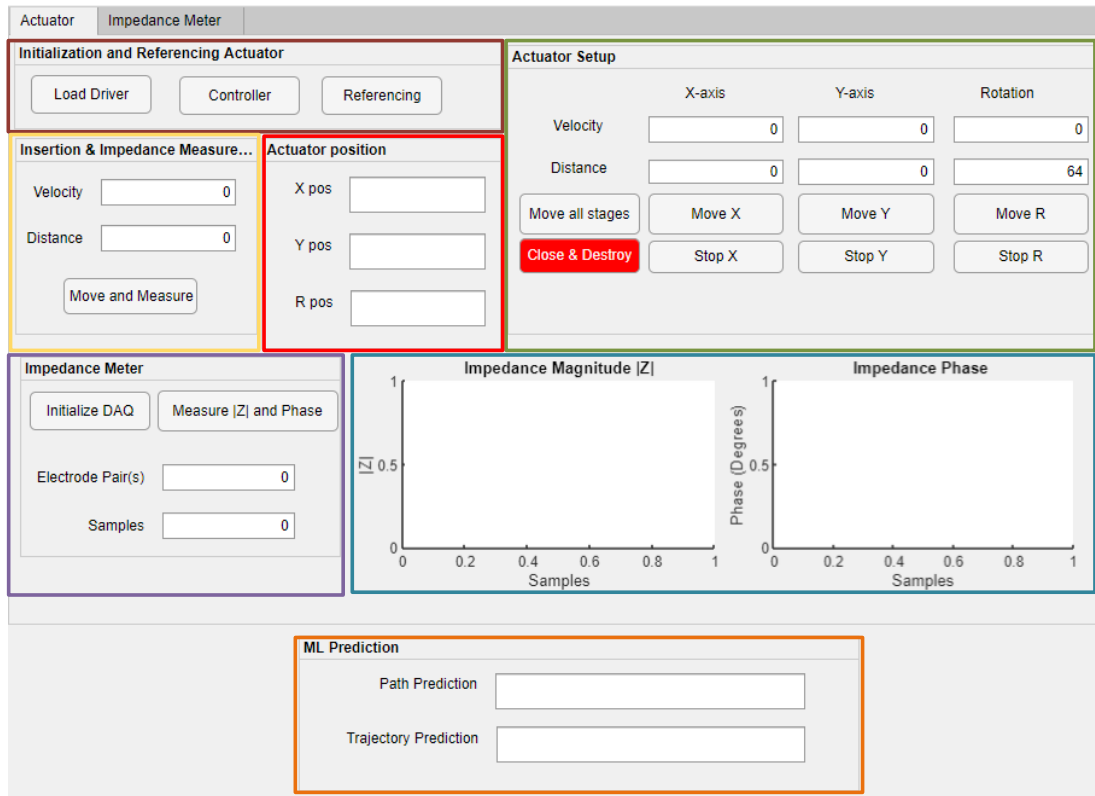 Actuator
Impedance Meter
Initialization and Referencing Actuator
Load Driver
Controller
Referencing
Actuator Setup
X-axis
Y-axis
Rotation
Velocity
0
0
0
Distance
0
0
64
Move all stages
Move X
Move Y
Move R
Close & Destroy
Stop X
Stop Y
Stop R
Insertion & Impedance Measure...
Velocity
0
Distance
0
Move and Measure
Actuator position
X pos
Y pos
R pos
Impedance Meter
Initialize DAQ
Measure |Z| and Phase
Electrode Pair(s)
0
Samples
0
Impedance Magnitude |Z|
1
0.5
0
|Z|
0
0.2
0.4
0.6
0.8
1
Samples
Impedance Phase
1
0.5
0
Phase (Degrees)
0
0.2
0.4
0.6
0.8
1
Samples
ML Prediction
Path Prediction
Trajectory Prediction